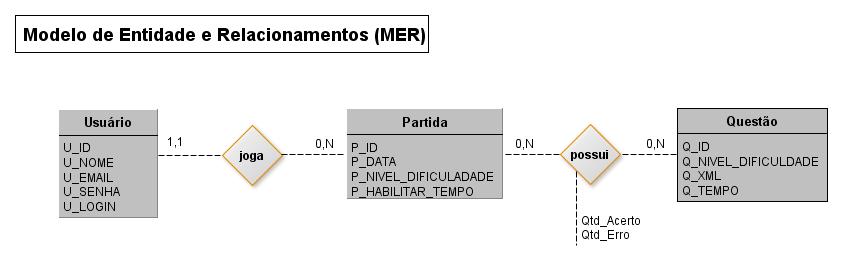 Modelo de Entidade e Relacionamentos (MER)
Usuário
U_ID
U_NOME
U_EMAIL
U_SENHA
U_LOGIN
1,1
joga
0,N
Partida
P_ID
P_DATA
P_NIVEL_DIFICULADADE
P_HABILITAR_TEMPO
0,N
possui
0,N
Qtd_Acerto
Qtd_Erro
Questão
Q_ID
Q_NIVEL_DIFICULDADE
Q_XML
Q_TEMPO